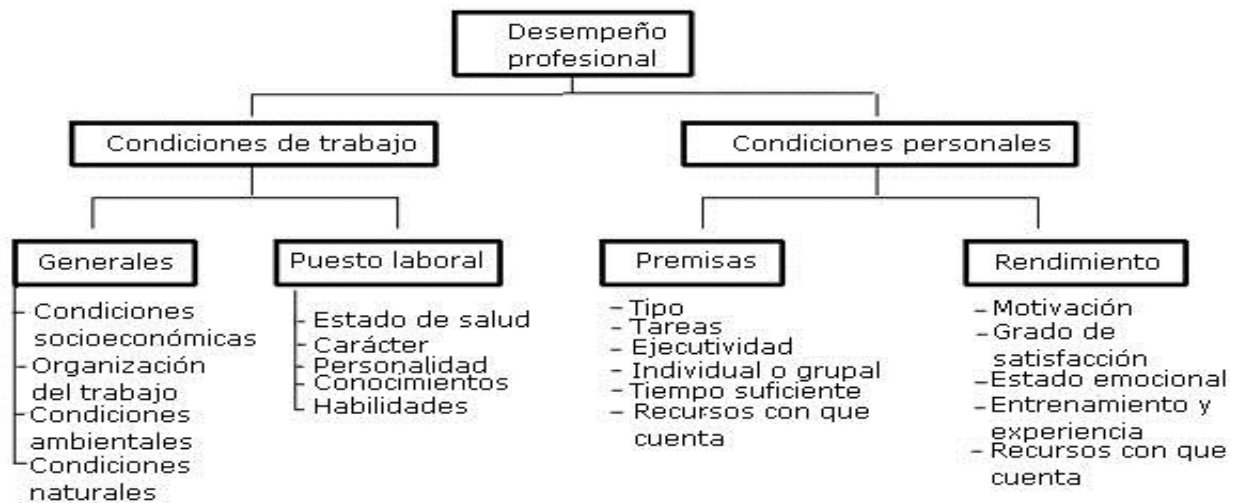 Desempeño
profesional
Condiciones de trabajo
Condiciones personales
Generales
Puesto laboral
Premisas
Rendimiento
- Condiciones
socioeconómicas
- Organización
del trabajo
- Condiciones
ambientales
- Condiciones
naturales
- Estado de salud
- Carácter
- Personalidad
- Conocimientos
- Habilidades
- Tipo
- Tareas
- Ejecutividad
- Individual o grupal
- Tiempo suficiente
- Recursos con que
cuenta
- Motivación
- Grado de
satisfacción
- Estado emocional
- Entrenamiento y
experiencia
- Recursos con que
cuenta